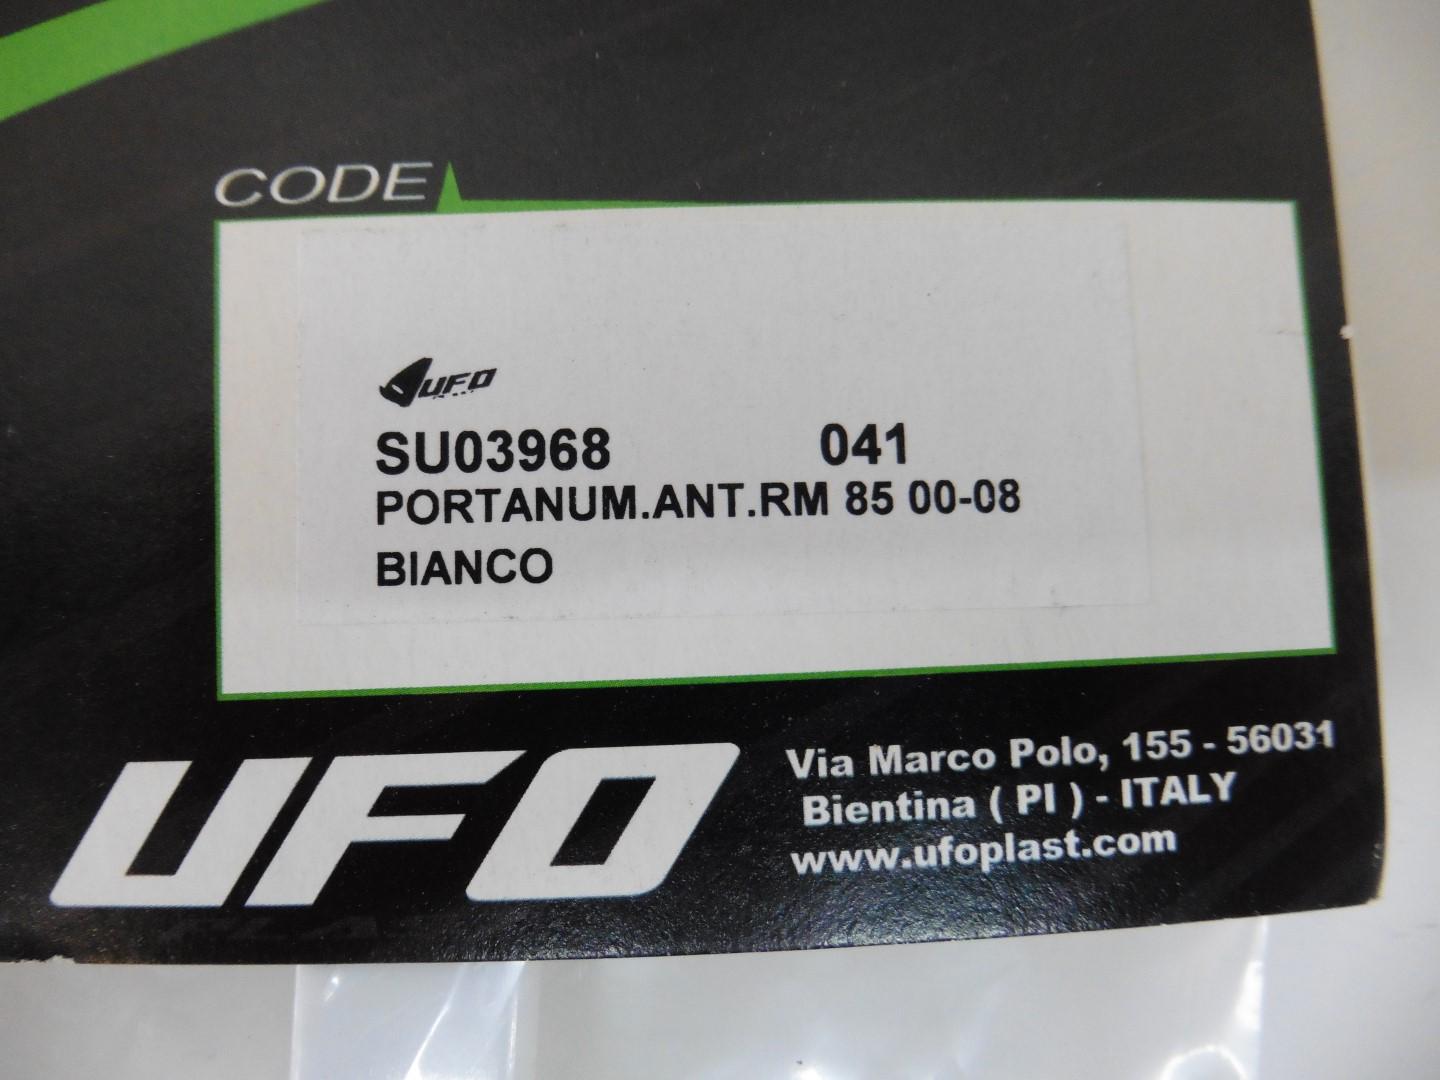 CODE
UFO
SU03968 041
PORTANUM.ANT.RM 85 00-08
BIANCO
UFO
Via Marco Polo, 155 - 56031
Bientina ( PI ) - ITALY
www.ufoplast.com